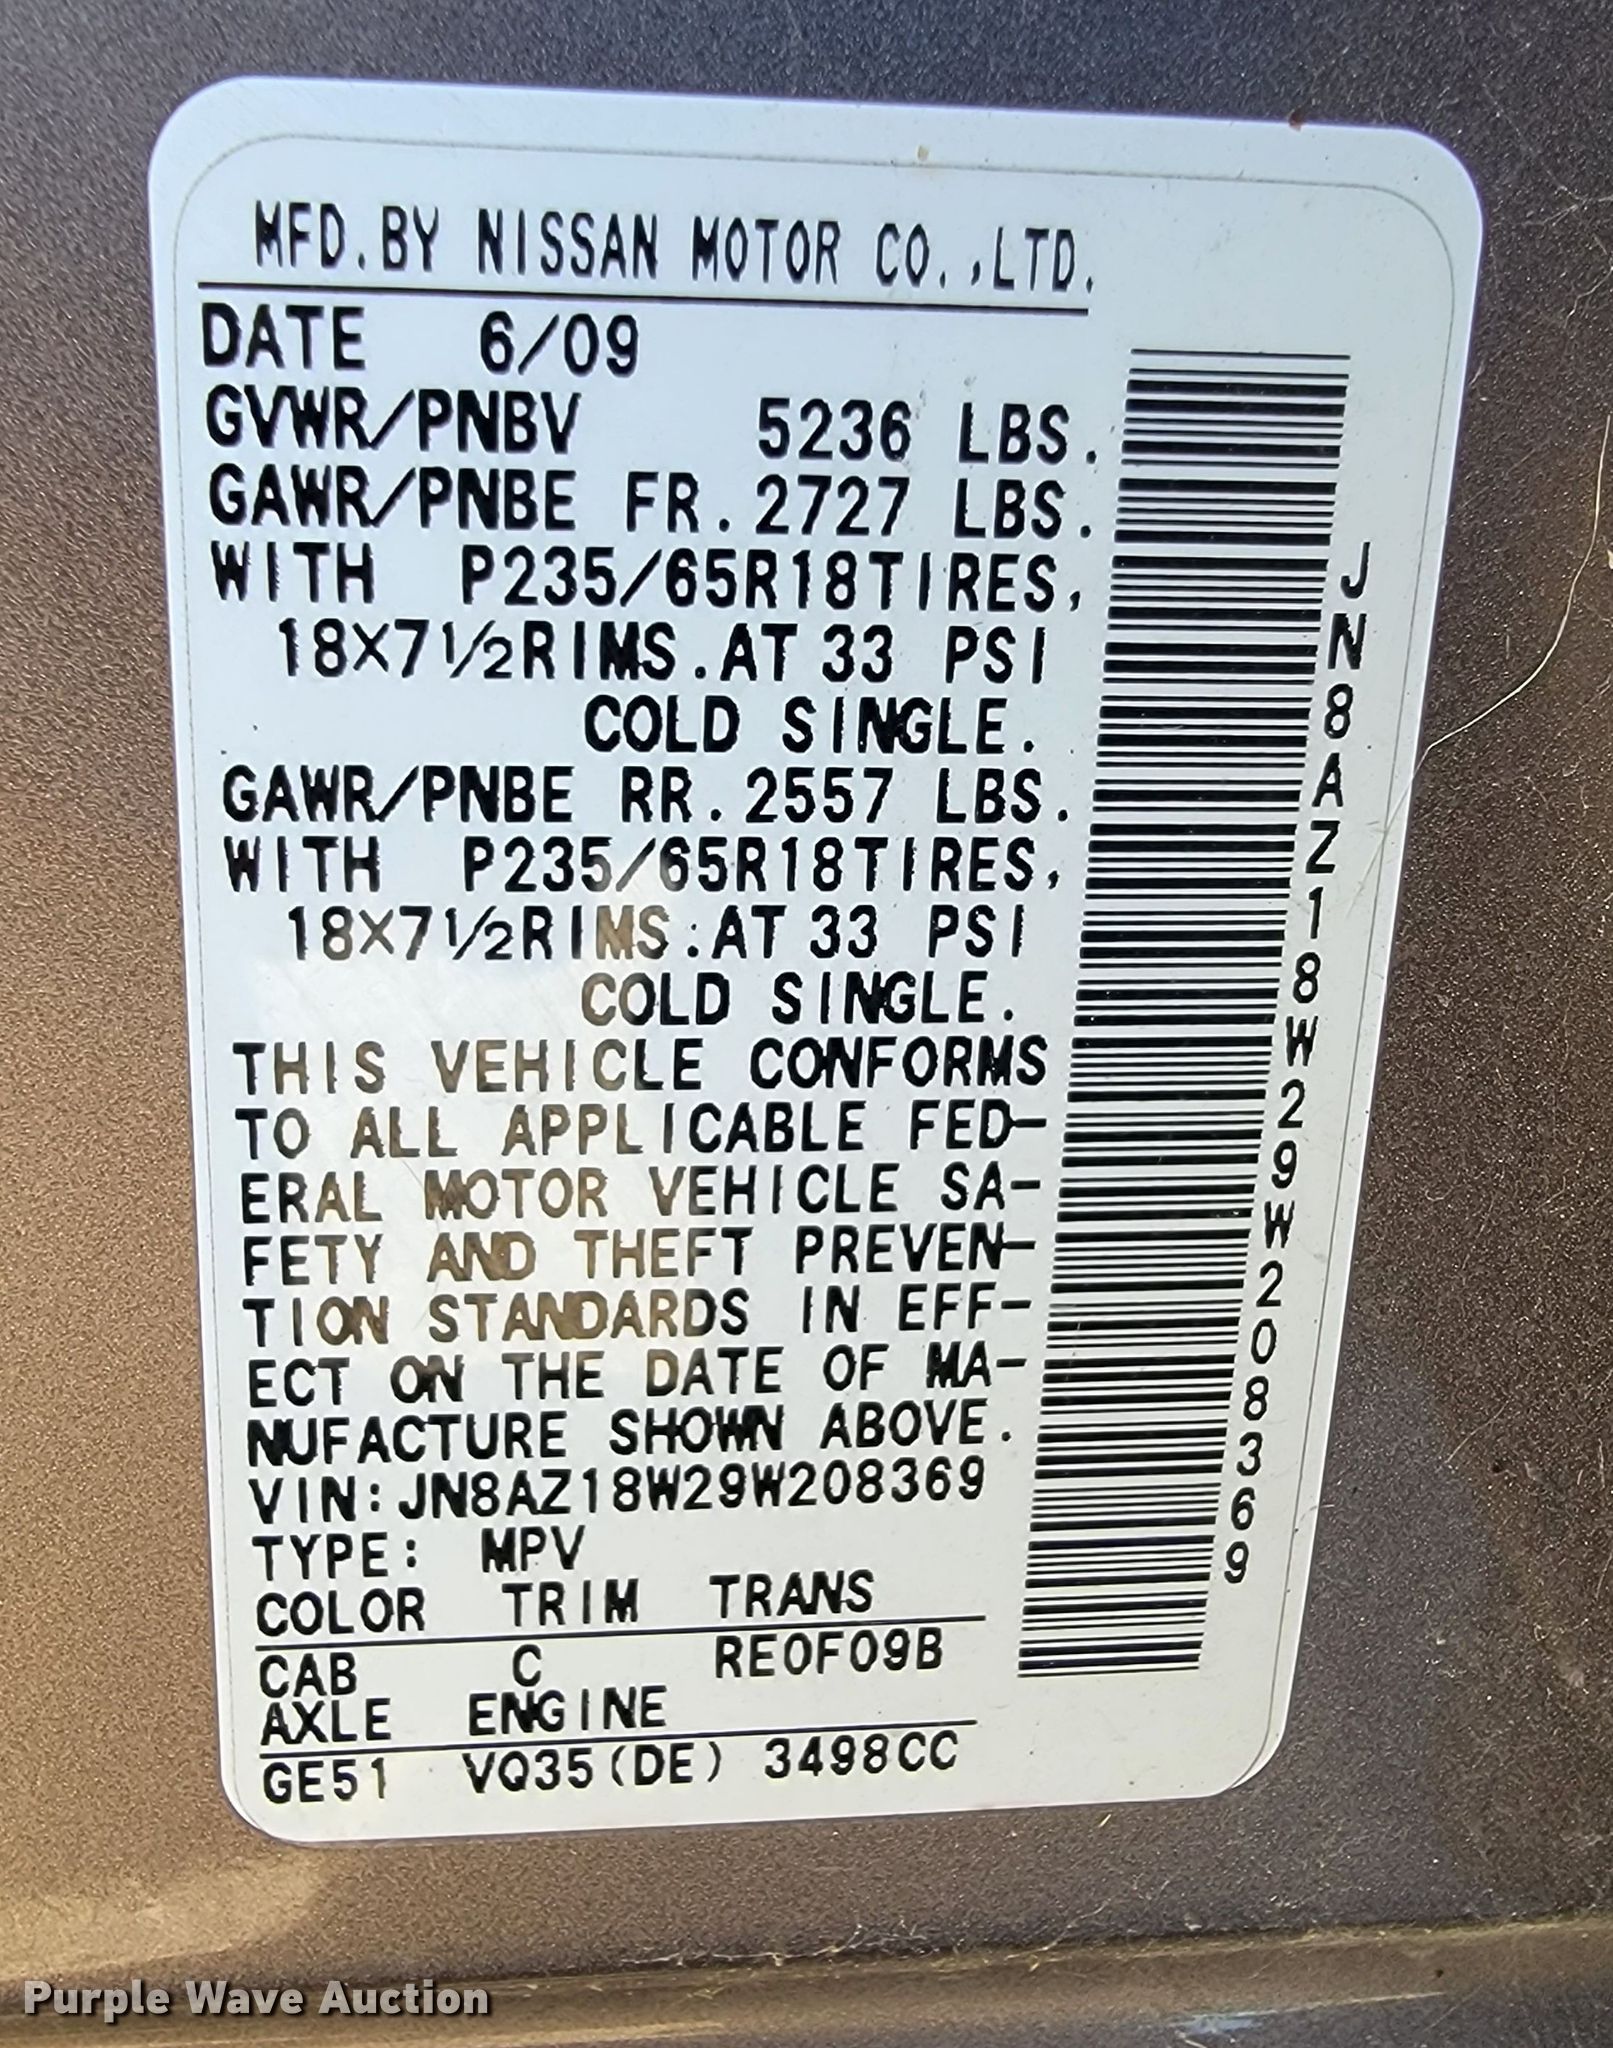 MFD.BY NISSAN MOTOR CO.,LTD.
DATE 6/09
GVWR/PNBV 5236 LBS.
GAWR/PNBE FR.2727 LBS.
WITH P235/65R18TIRES,
18X7½RIMS.AT 33 PSI
COLD SINGLE.
GAWR/PNBE RR.2557 LBS.
WITH P235/65R18TIRES,
18X7½RIMS.AT 33 PSI
COLD SINGLE.
THIS VEHICLE CONFORMS
TO ALL APPLICABLE FED-
ERAL MOTOR VEHICLE SA-
FETY AND THEFT PREVEN-
TION STANDARDS IN EFF-
ECT ON THE DATE OF MA-
NUFACTURE SHOWN ABOVE.
VIN:JN8AZ18W29W208369
TYPE: MPV
COLOR TRIM TRANS
CAB C RE0F09B
AXLE ENGINE
GE51 VQ35(DE) 3498CC
JN8AZ18W29W208369
Purple Wave Auction